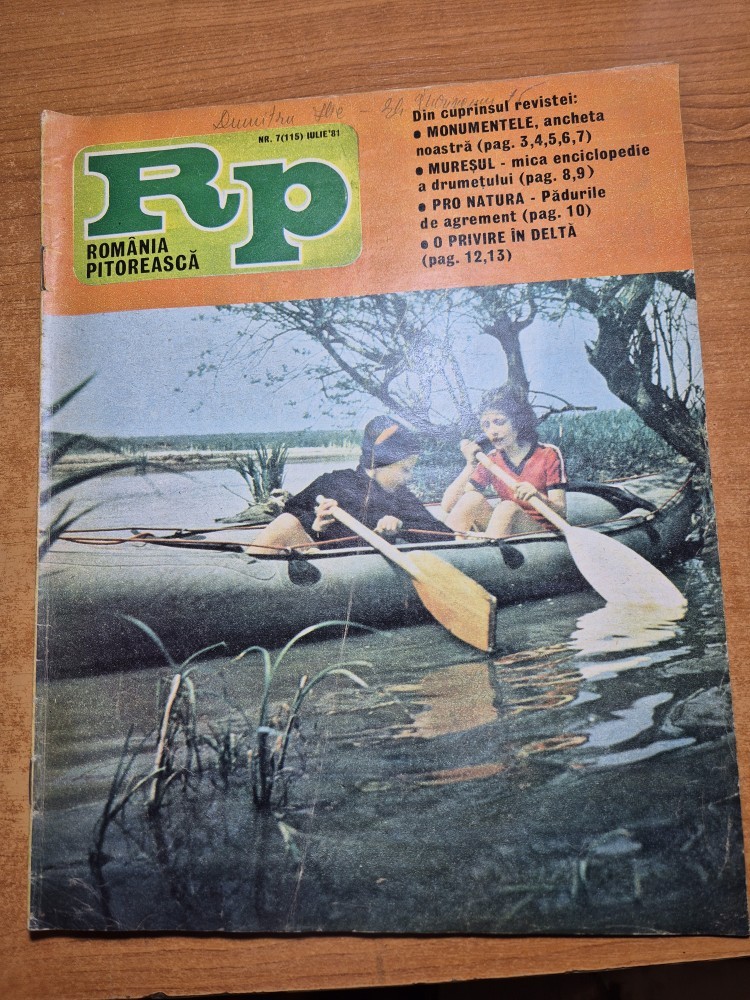 Dumitru Ilie -
NR. 7(115) IULIE'81
Rp
ROMÂNIA
PITOREASCĂ
Din cuprinsul revistei:
• MONUMENTELE, ancheta
noastră (pag. 3,4,5,6,7)
• MUREȘUL - mica enciclopedie
a drumețului (pag. 8,9)
• PRO NATURA - Pădurile
de agrement (pag. 10)
• O PRIVIRE ÎN DELTĂ
(pag. 12,13)